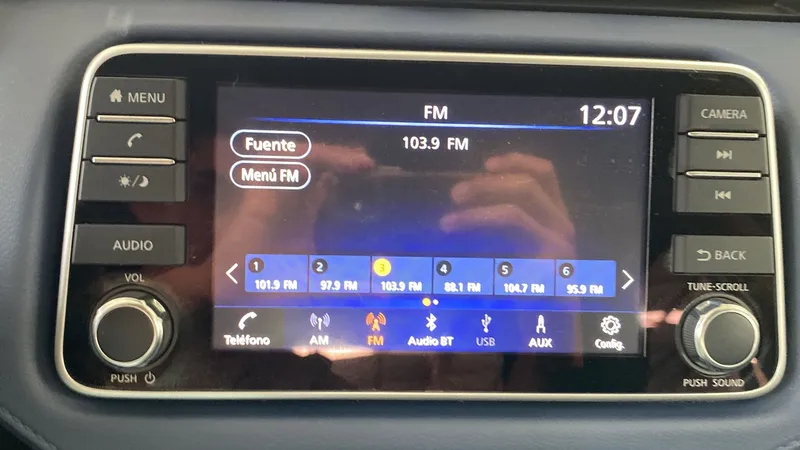 MENU
AUDIO
VOL
PUSH
FM
12:07
103.9 FM
Fuente
Menú FM
1 2 3 4 5 6
101.9 FM 97.9 FM 103.9 FM 88.1 FM 104.7 FM 95.9 FM
Teléfono AM FM Audio BT USB AUX Config.
CAMERA
BACK
TUNE-SCROLL
PUSH SOUND